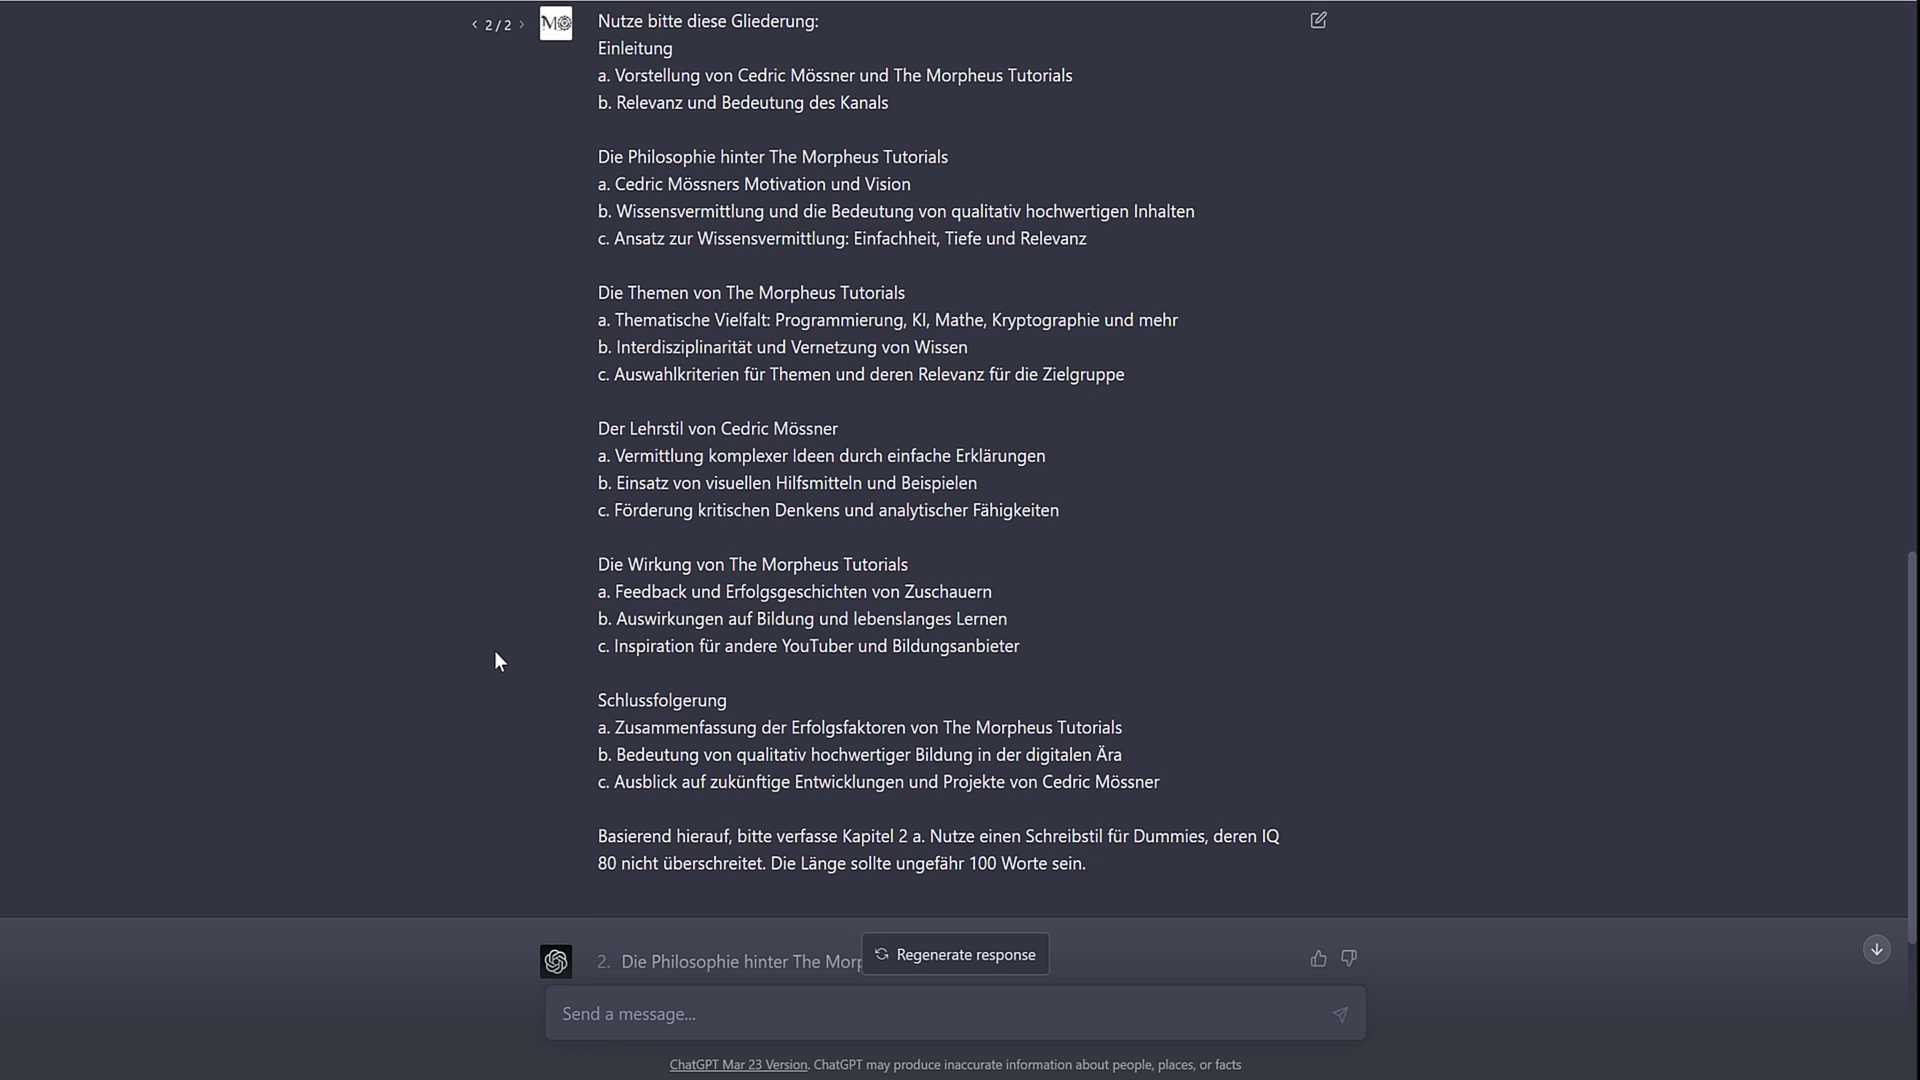 2 / 2
Nutze bitte diese Gliederung:
Einleitung
a. Vorstellung von Cedric Mössner und The Morpheus Tutorials
b. Relevanz und Bedeutung des Kanals
Die Philosophie hinter The Morpheus Tutorials
a. Cedric Mössners Motivation und Vision
b. Wissensvermittlung und die Bedeutung von qualitativ hochwertigen Inhalten
c. Ansatz zur Wissensvermittlung: Einfachheit, Tiefe und Relevanz
Die Themen von The Morpheus Tutorials
a. Thematische Vielfalt: Programmierung, KI, Mathe, Kryptographie und mehr
b. Interdisziplinarität und Vernetzung von Wissen
c. Auswahlkriterien für Themen und deren Relevanz für die Zielgruppe
Der Lehrstil von Cedric Mössner
a. Vermittlung komplexer Ideen durch einfache Erklärungen
b. Einsatz von visuellen Hilfsmitteln und Beispielen
c. Förderung kritischen Denkens und analytischer Fähigkeiten
Die Wirkung von The Morpheus Tutorials
a. Feedback und Erfolgsgeschichten von Zuschauern
b. Auswirkungen auf Bildung und lebenslanges Lernen
c. Inspiration für andere YouTuber und Bildungsanbieter
Schlussfolgerung
a. Zusammenfassung der Erfolgsfaktoren von The Morpheus Tutorials
b. Bedeutung von qualitativ hochwertiger Bildung in der digitalen Ära
c. Ausblick auf zukünftige Entwicklungen und Projekte von Cedric Mössner
Basierend hierauf, bitte verfasse Kapitel 2 a. Nutze einen Schreibstil für Dummies, deren IQ
80 nicht überschreitet. Die Länge sollte ungefähr 100 Worte sein.
2. Die Philosophie hinter The
Regenerate response
Send a message...
ChatGPT Mar 23 Version. ChatGPT may produce inaccurate information about people, places, or facts